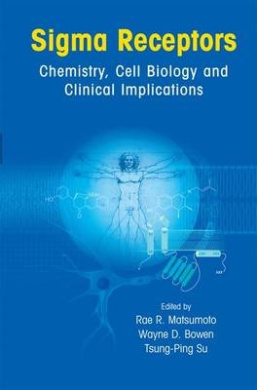 Sigma Receptors
Chemistry, Cell Biology and
Clinical Implications
Edited by
Rae R. Matsumoto
Wayne D. Bowen
Tsung-Ping Su